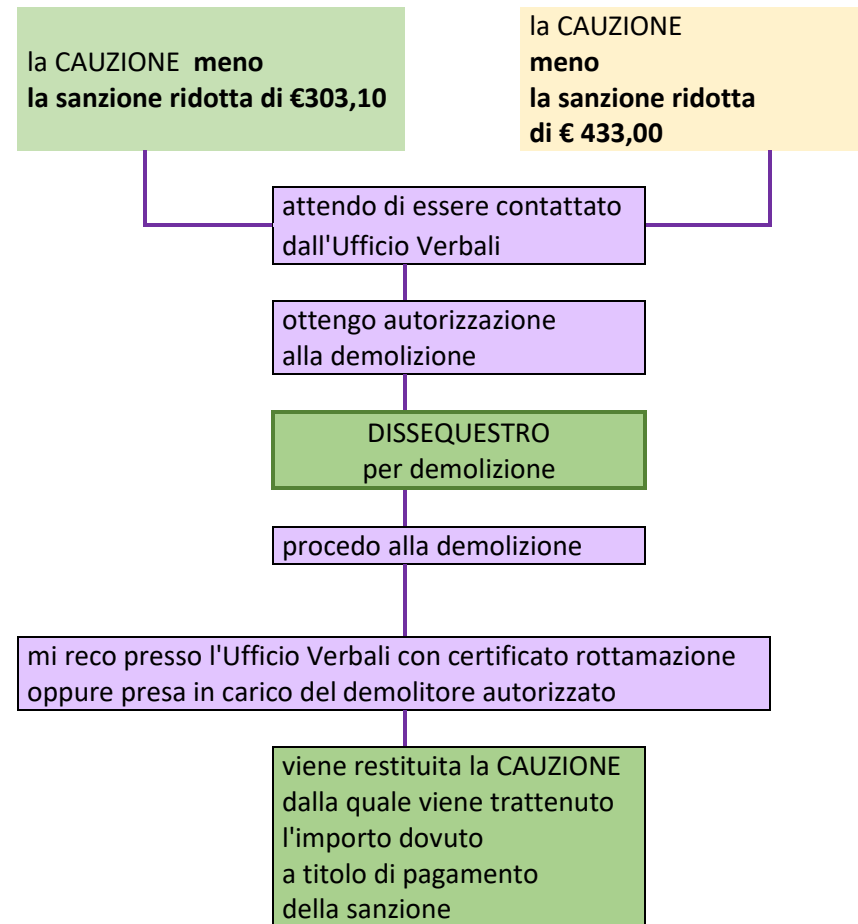 la CAUZIONE meno
la sanzione ridotta di €303,10
la CAUZIONE
meno
la sanzione ridotta
di € 433,00
attendo di essere contattato
dall'Ufficio Verbali
ottengo autorizzazione
alla demolizione
DISSEQUESTRO
per demolizione
procedo alla demolizione
mi reco presso l'Ufficio Verbali con certificato rottamazione
oppure presa in carico del demolitore autorizzato
viene restituita la CAUZIONE
dalla quale viene trattenuto
l'importo dovuto
a titolo di pagamento
della sanzione